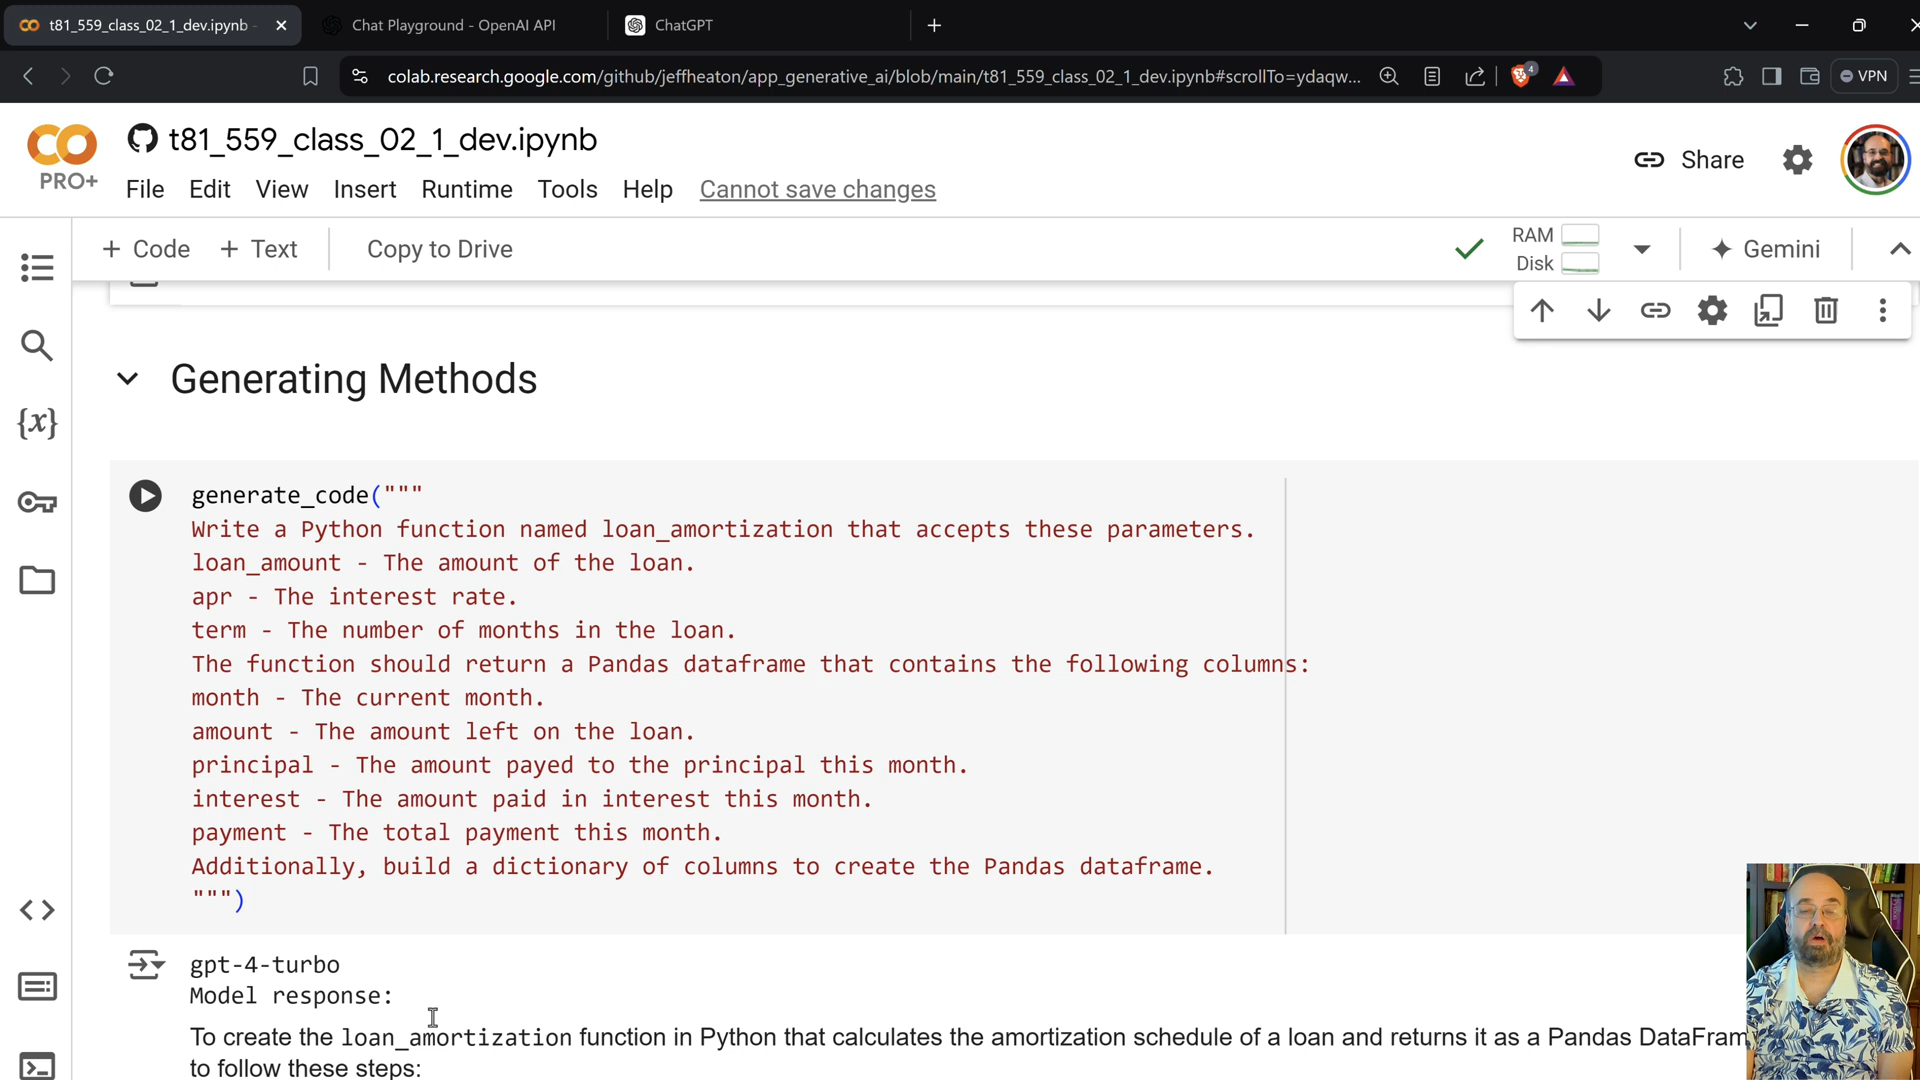 t81_559_class_02_1_dev.ipynb -
Chat Playground - OpenAI API
ChatGPT
colab.research.google.com/github/jeffheaton/app_generative_ai/blob/main/t81_559_class_02_1_dev.ipynb#scrollTo=ydaqw...
4
VPN
PRO+
t81_559_class_02_1_dev.ipynb
File Edit View Insert Runtime Tools Help Cannot save changes
Share
+ Code + Text Copy to Drive
RAM
Disk
Gemini
{x}
Generating Methods
generate_code("""
Write a Python function named loan_amortization that accepts these parameters.
loan_amount - The amount of the loan.
apr - The interest rate.
term - The number of months in the loan.
The function should return a Pandas dataframe that contains the following columns:
month - The current month.
amount - The amount left on the loan.
principal - The amount payed to the principal this month.
interest - The amount paid in interest this month.
payment - The total payment this month.
Additionally, build a dictionary of columns to create the Pandas dataframe.
""")
gpt-4-turbo
Model response:
To create the loan_amortization function in Python that calculates the amortization schedule of a loan and returns it as a Pandas DataFram
to follow these steps: